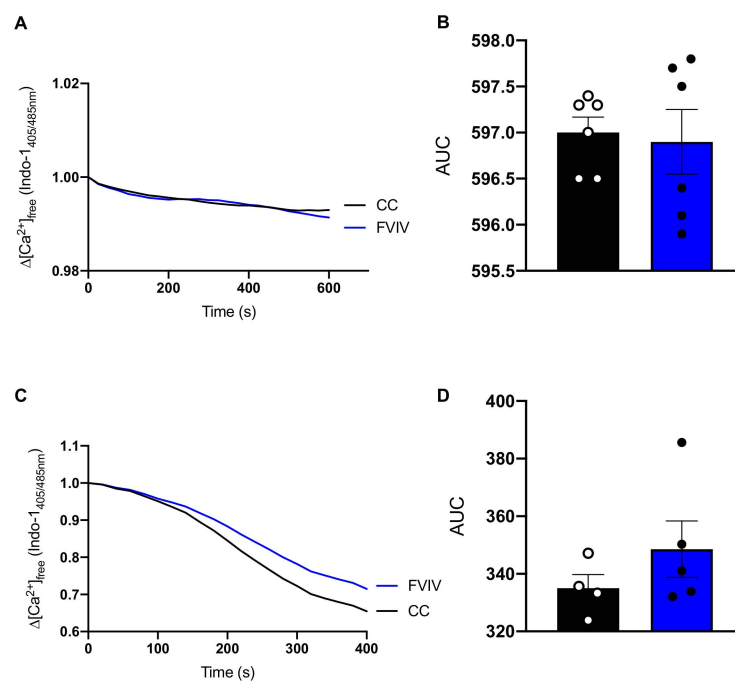 A
1.02
1.00
0.98
Δ[Ca²⁺]free (Indo-1405/485nm)
0
200
400
600
Time (s)
CC
FVIV
B
598.0
597.5
597.0
596.5
596.0
595.5
AUC
C
1.1
1.0
0.9
0.8
0.7
0.6
Δ[Ca²⁺]free (Indo-1405/485nm)
0
100
200
300
400
Time (s)
FVIV
CC
D
400
380
360
340
320
AUC